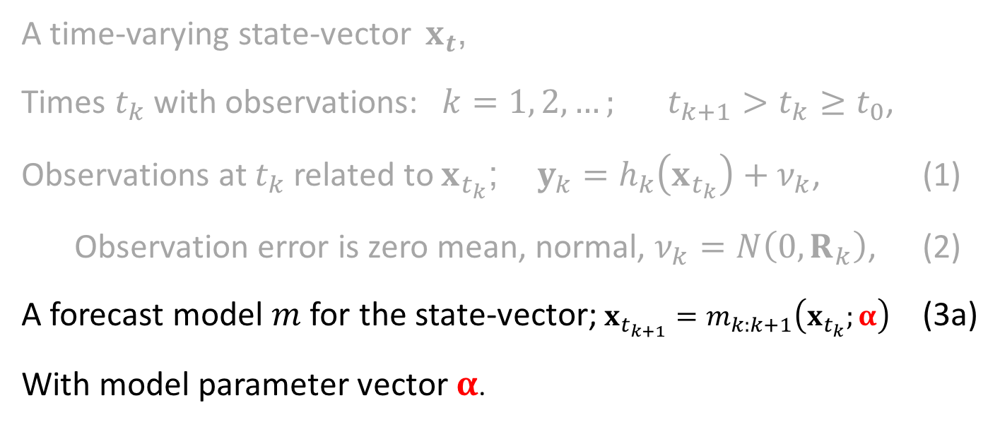 A time-varying state-vector $\mathbf{x}_{t}$,
Times $t_k$ with observations: $k = 1, 2, \ldots;$ $t_{k+1} > t_k \geq t_0,$
Observations at $t_k$ related to $\mathbf{x}_{t_k}$; $\mathbf{y}_k = h_k(\mathbf{x}_{t_k}) + \nu_k,$ (1)
Observation error is zero mean, normal, $\nu_k = N(0, \mathbf{R}_k),$ (2)
A forecast model $m$ for the state-vector; $\mathbf{x}_{t_{k+1}} = m_{k:k+1}(\mathbf{x}_{t_k}; \boldsymbol{\alpha})$ (3a)
With model parameter vector $\boldsymbol{\alpha}$.